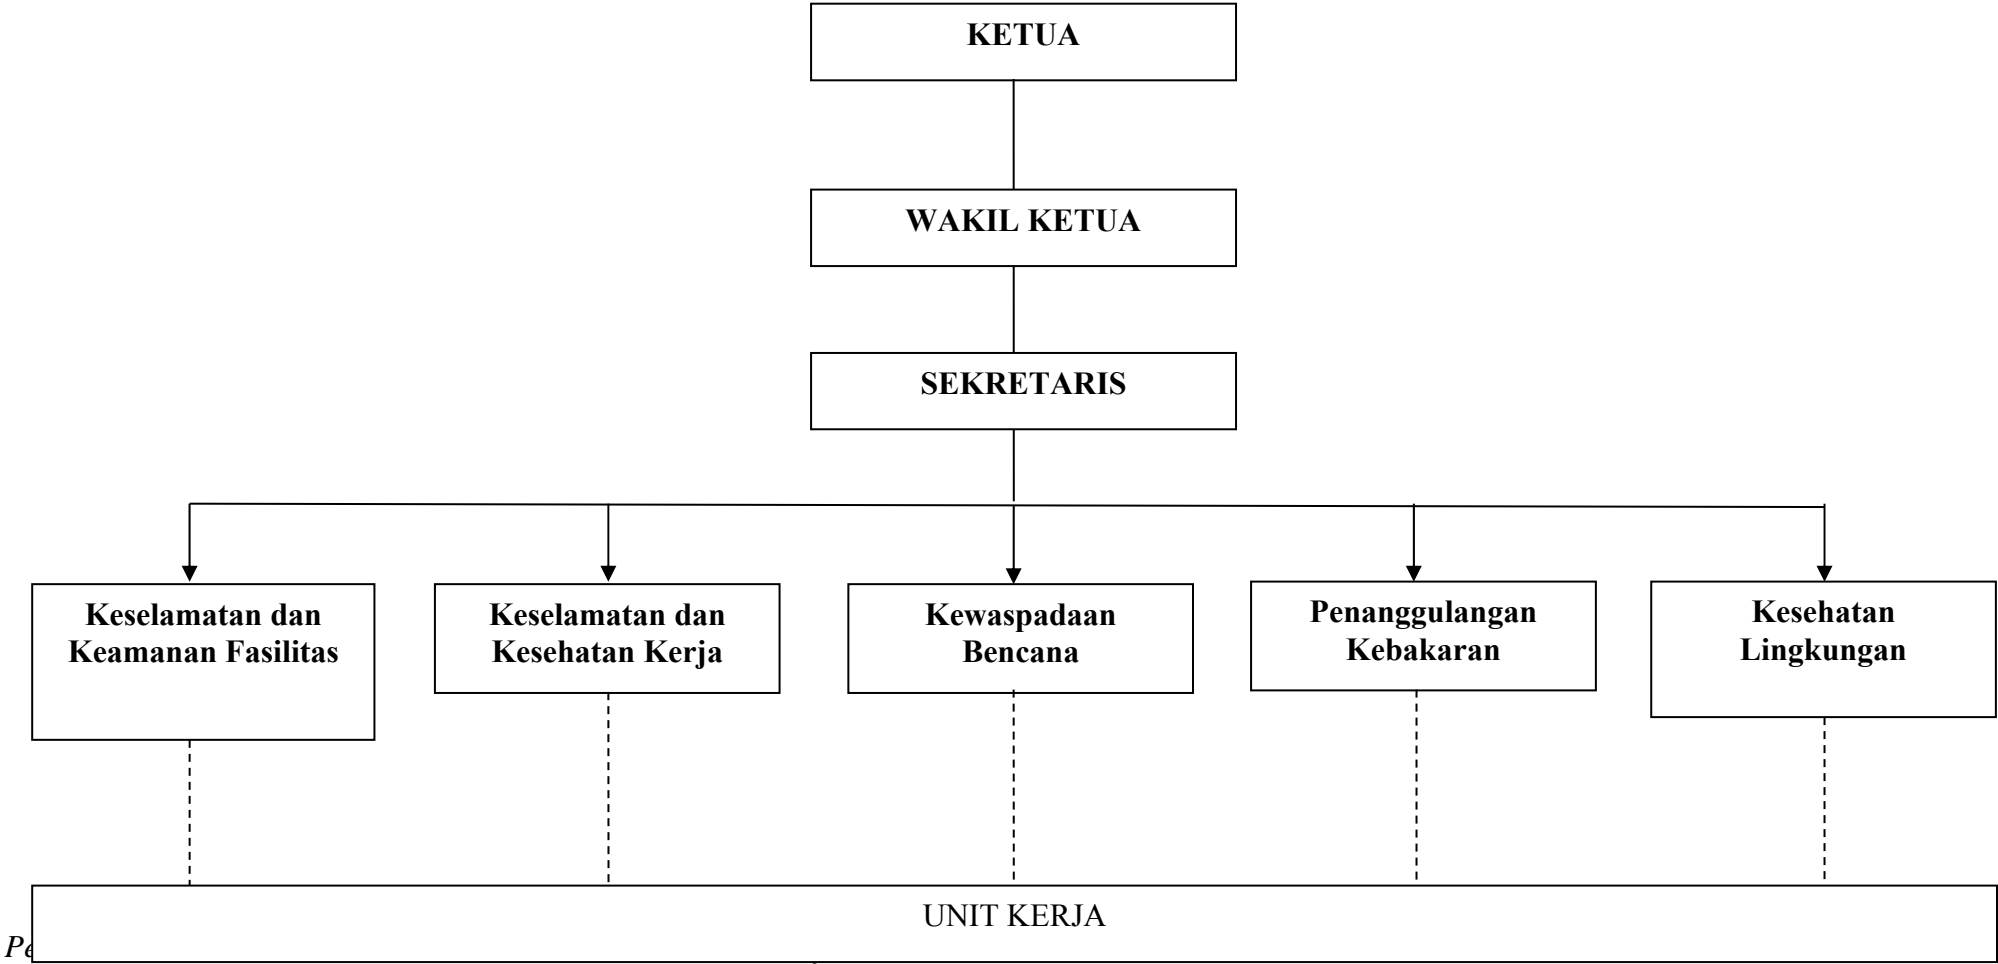 KETUA
WAKIL KETUA
SEKRETARIS
Keselamatan dan
Keamanan Fasilitas
Keselamatan dan
Kesehatan Kerja
Kewaspadaan
Bencana
Penanggulangan
Kebakaran
Kesehatan
Lingkungan
UNIT KERJA